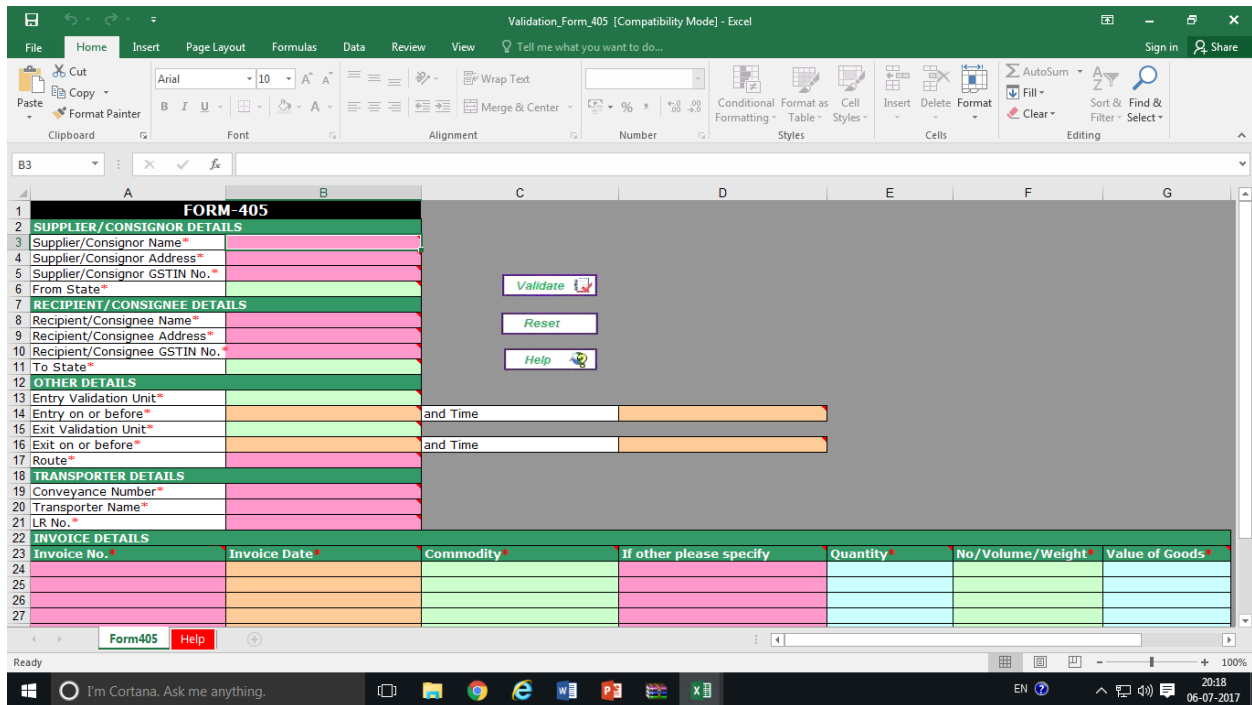 Validation_Form_405 [Compatibility Mode] - Excel
File Home Insert Page Layout Formulas Data Review View Tell me what you want to do... Sign in Share
Paste Cut Copy Format Painter Clipboard
Arial 10 A A B I U A Font
Wrap Text Merge & Center Alignment
% , .0 .00 .00 .0 Number
Conditional Formatting Format as Table Cell Styles Styles
Insert Delete Format Cells
AutoSum Fill Clear Sort & Filter Find & Select Editing
B3 fx
A B C D E F G
1 FORM-405
2 SUPPLIER/CONSIGNOR DETAILS
3 Supplier/Consignor Name*
4 Supplier/Consignor Address*
5 Supplier/Consignor GSTIN No.* Validate
6 From State*
7 RECIPIENT/CONSIGNEE DETAILS
8 Recipient/Consignee Name* Reset
9 Recipient/Consignee Address*
10 Recipient/Consignee GSTIN No.* Help
11 To State*
12 OTHER DETAILS
13 Entry Validation Unit*
14 Entry on or before* and Time
15 Exit Validation Unit*
16 Exit on or before* and Time
17 Route*
18 TRANSPORTER DETAILS
19 Conveyance Number*
20 Transporter Name*
21 LR No.*
22 INVOICE DETAILS
23 Invoice No.* Invoice Date* Commodity* If other please specify Quantity* No/Volume/Weight* Value of Goods*
24
25
26
27
Form405 Help
Ready 100%
I'm Cortana. Ask me anything. EN 20:18
06-07-2017